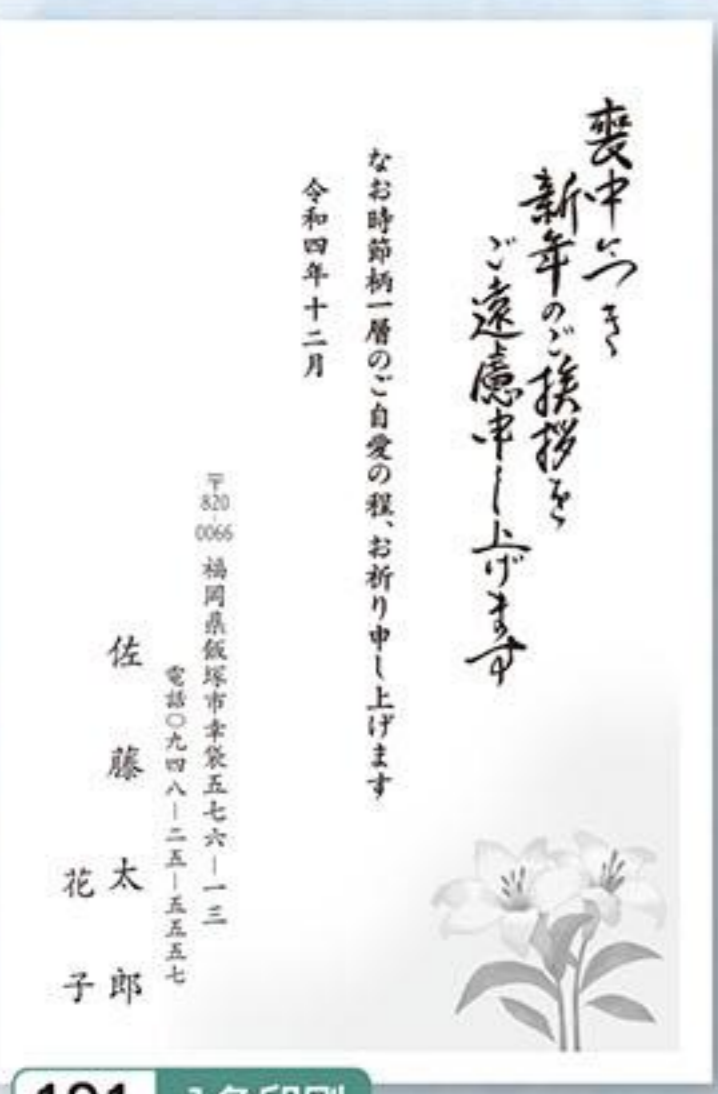 喪中につき
新年のご挨拶を
ご遠慮申し上げます
なお時節柄一層のご自愛の程、お祈り申し上げます
令和四年十二月
〒820-0066 福岡県飯塚市幸袋五七六ー一三
電話〇九四八ー二五ー五五五七
佐藤太郎
花子